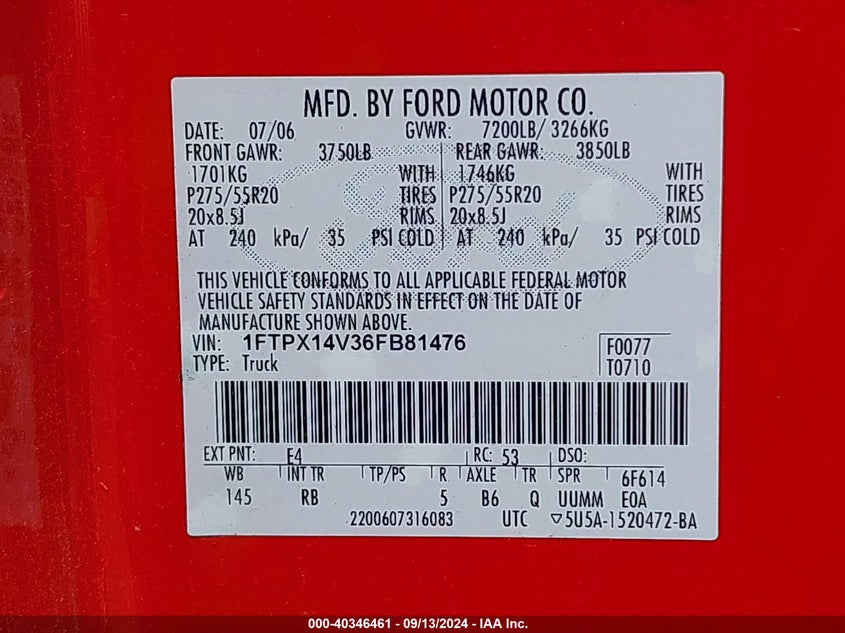 MFD. BY FORD MOTOR CO.
DATE: 07/06 GVWR: 7200LB/ 3266KG
FRONT GAWR: 3750LB REAR GAWR: 3850LB
1701KG WITH 1746KG WITH
P275/55R20 TIRES P275/55R20 TIRES
20x8.5J RIMS 20x8.5J RIMS
AT 240 kPa/ 35 PSI COLD AT 240 kPa/ 35 PSI COLD
THIS VEHICLE CONFORMS TO ALL APPLICABLE FEDERAL MOTOR
VEHICLE SAFETY STANDARDS IN EFFECT ON THE DATE OF
MANUFACTURE SHOWN ABOVE.
VIN: 1FTPX14V36FB81476 F0077
TYPE: Truck T0710
EXT PNT: E4 RC: 53 DSO:
WB INT TR TP/PS R AXLE TR SPR 6F614
145 RB 5 B6 Q UUMM E0A
2200607316083 UTC ▽5U5A-1520472-BA
000-40346461 - 09/13/2024 - IAA Inc.